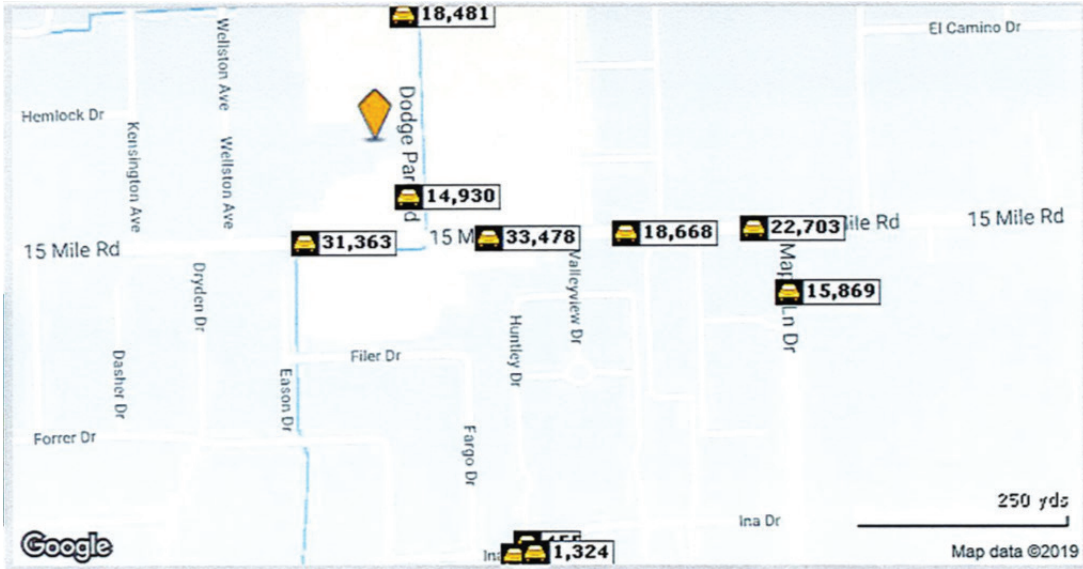 18,481
El Camino Dr
Wellston Ave
Hemlock Dr
Kensington Ave
Wellston Ave
Dodge Par
14,930
15 Mile Rd
31,363
15 M
33,478
18,668
22,703
ile Rd
15 Mile Rd
Map
Ln Dr
15,869
Valleyview Dr
Dryden Dr
Huntley Dr
Filer Dr
Dasher Dr
Eason Dr
Forrer Dr
Fargo Dr
250 yds
Ina Dr
Google
Ina
1,324
Map data ©2019